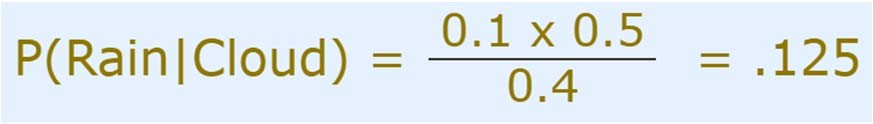 P(Rain|Cloud) = 0.1 x 0.5 / 0.4 = .125